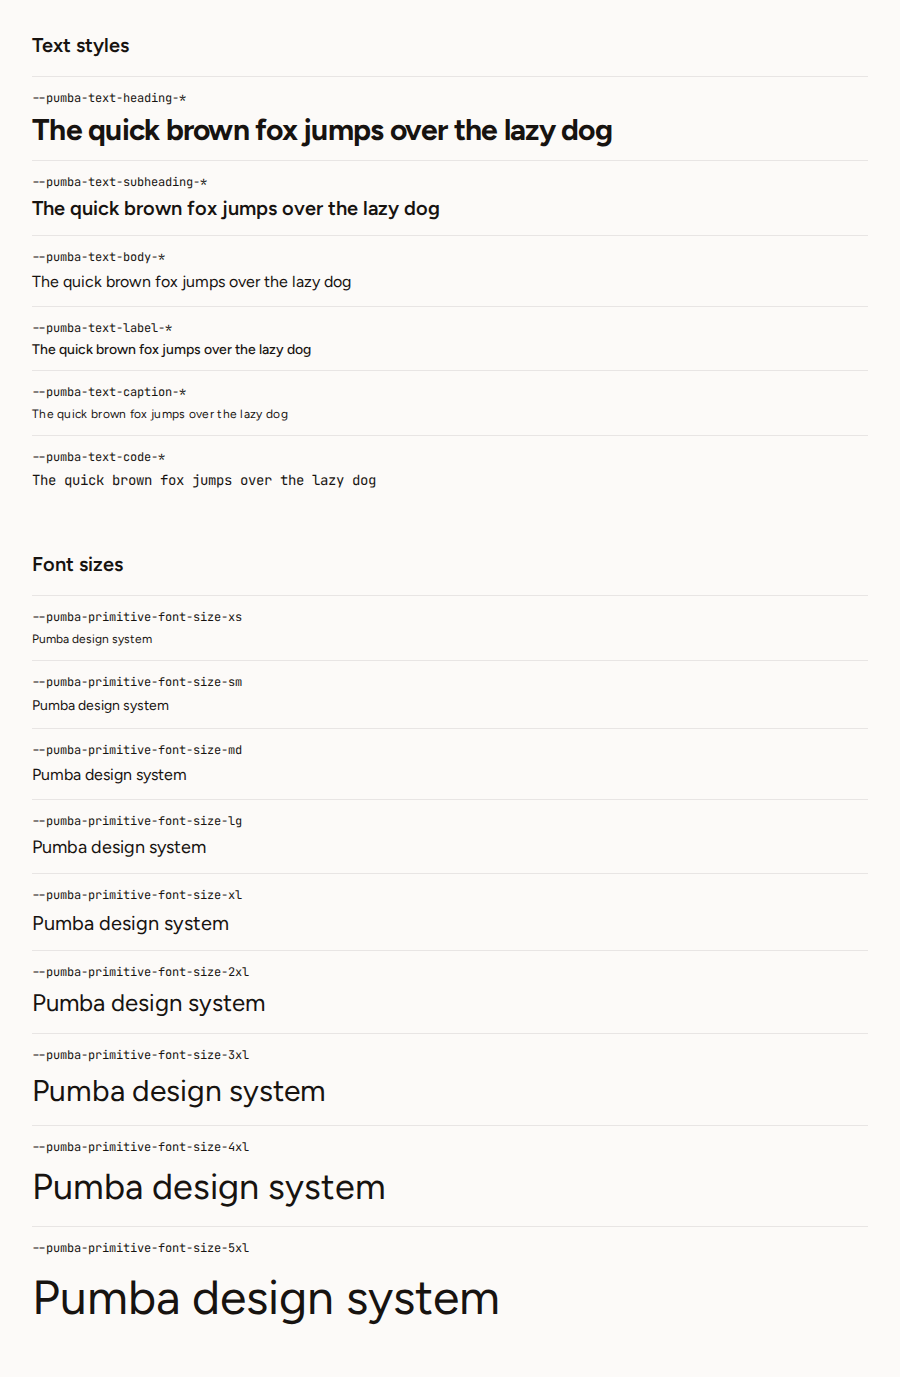 Text styles
--pumba-text-heading-*
The quick brown fox jumps over the lazy dog
--pumba-text-subheading-*
The quick brown fox jumps over the lazy dog
--pumba-text-body-*
The quick brown fox jumps over the lazy dog
--pumba-text-label-*
The quick brown fox jumps over the lazy dog
--pumba-text-caption-*
The quick brown fox jumps over the lazy dog
--pumba-text-code-*
The quick brown fox jumps over the lazy dog
Font sizes
--pumba-primitive-font-size-xs
Pumba design system
--pumba-primitive-font-size-sm
Pumba design system
--pumba-primitive-font-size-md
Pumba design system
--pumba-primitive-font-size-lg
Pumba design system
--pumba-primitive-font-size-xl
Pumba design system
--pumba-primitive-font-size-2xl
Pumba design system
--pumba-primitive-font-size-3xl
Pumba design system
--pumba-primitive-font-size-4xl
Pumba design system
--pumba-primitive-font-size-5xl
Pumba design system